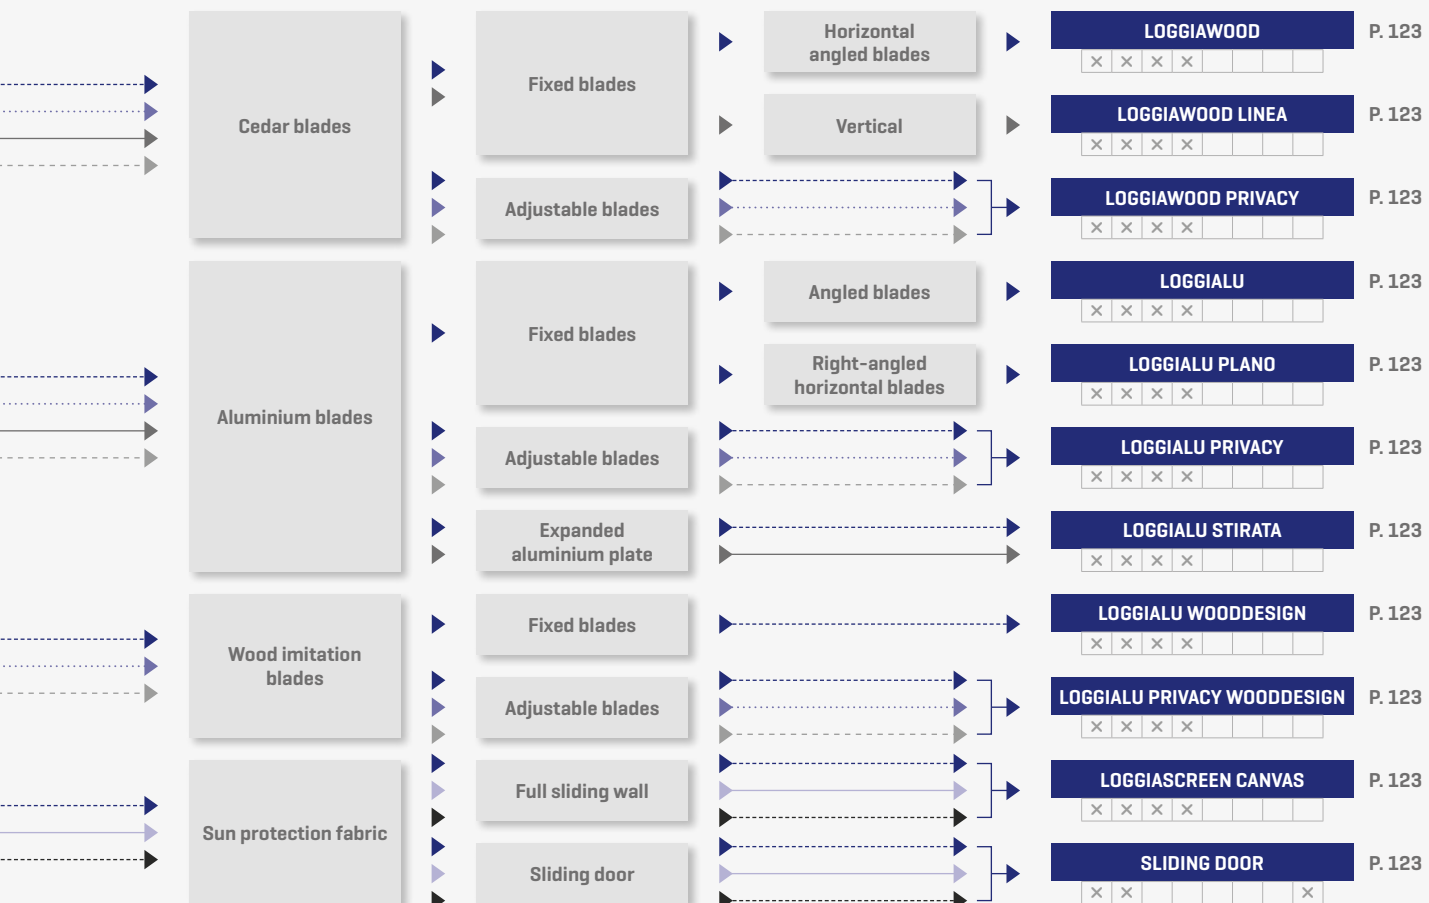 Horizontal
angled blades
LOGGIAWOOD
P. 123
× × × ×
Cedar blades
Fixed blades
Vertical
LOGGIAWOOD LINEA
P. 123
× × × ×
Adjustable blades
LOGGIAWOOD PRIVACY
P. 123
× × × ×
Aluminium blades
Fixed blades
Angled blades
LOGGIALU
P. 123
× × × ×
Right-angled
horizontal blades
LOGGIALU PLANO
P. 123
× × × ×
Adjustable blades
LOGGIALU PRIVACY
P. 123
× × × ×
Expanded
aluminium plate
LOGGIALU STIRATA
P. 123
× × × ×
Wood imitation
blades
Fixed blades
LOGGIALU WOODDESIGN
P. 123
× × × ×
Adjustable blades
LOGGIALU PRIVACY WOODDESIGN
P. 123
× × × ×
Sun protection fabric
Full sliding wall
LOGGIASCREEN CANVAS
P. 123
× × × ×
Sliding door
SLIDING DOOR
P. 123
× × ×